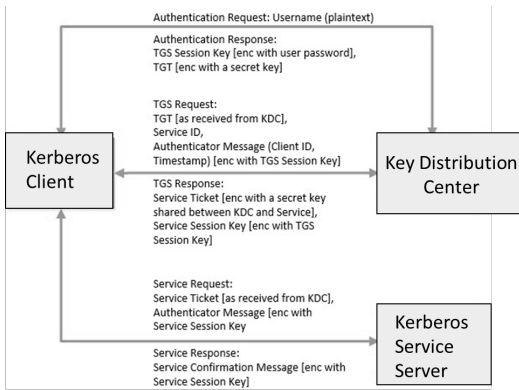 Authentication Request: Username (plaintext)
Authentication Response:
TGS Session Key [enc with user password],
TGT [enc with a secret key]
TGS Request:
TGT [as received from KDC],
Service ID,
Authenticator Message (Client ID,
Timestamp) [enc with TGS Session Key]
Kerberos
Client
Key Distribution
Center
TGS Response:
Service Ticket [enc with a secret key
shared between KDC and Service],
Service Session Key [enc with TGS
Session Key]
Service Request:
Service Ticket [as received from KDC],
Authenticator Message [enc with
Service Session Key
Kerberos
Service
Server
Service Response:
Service Confirmation Message [enc with
Service Session Key]